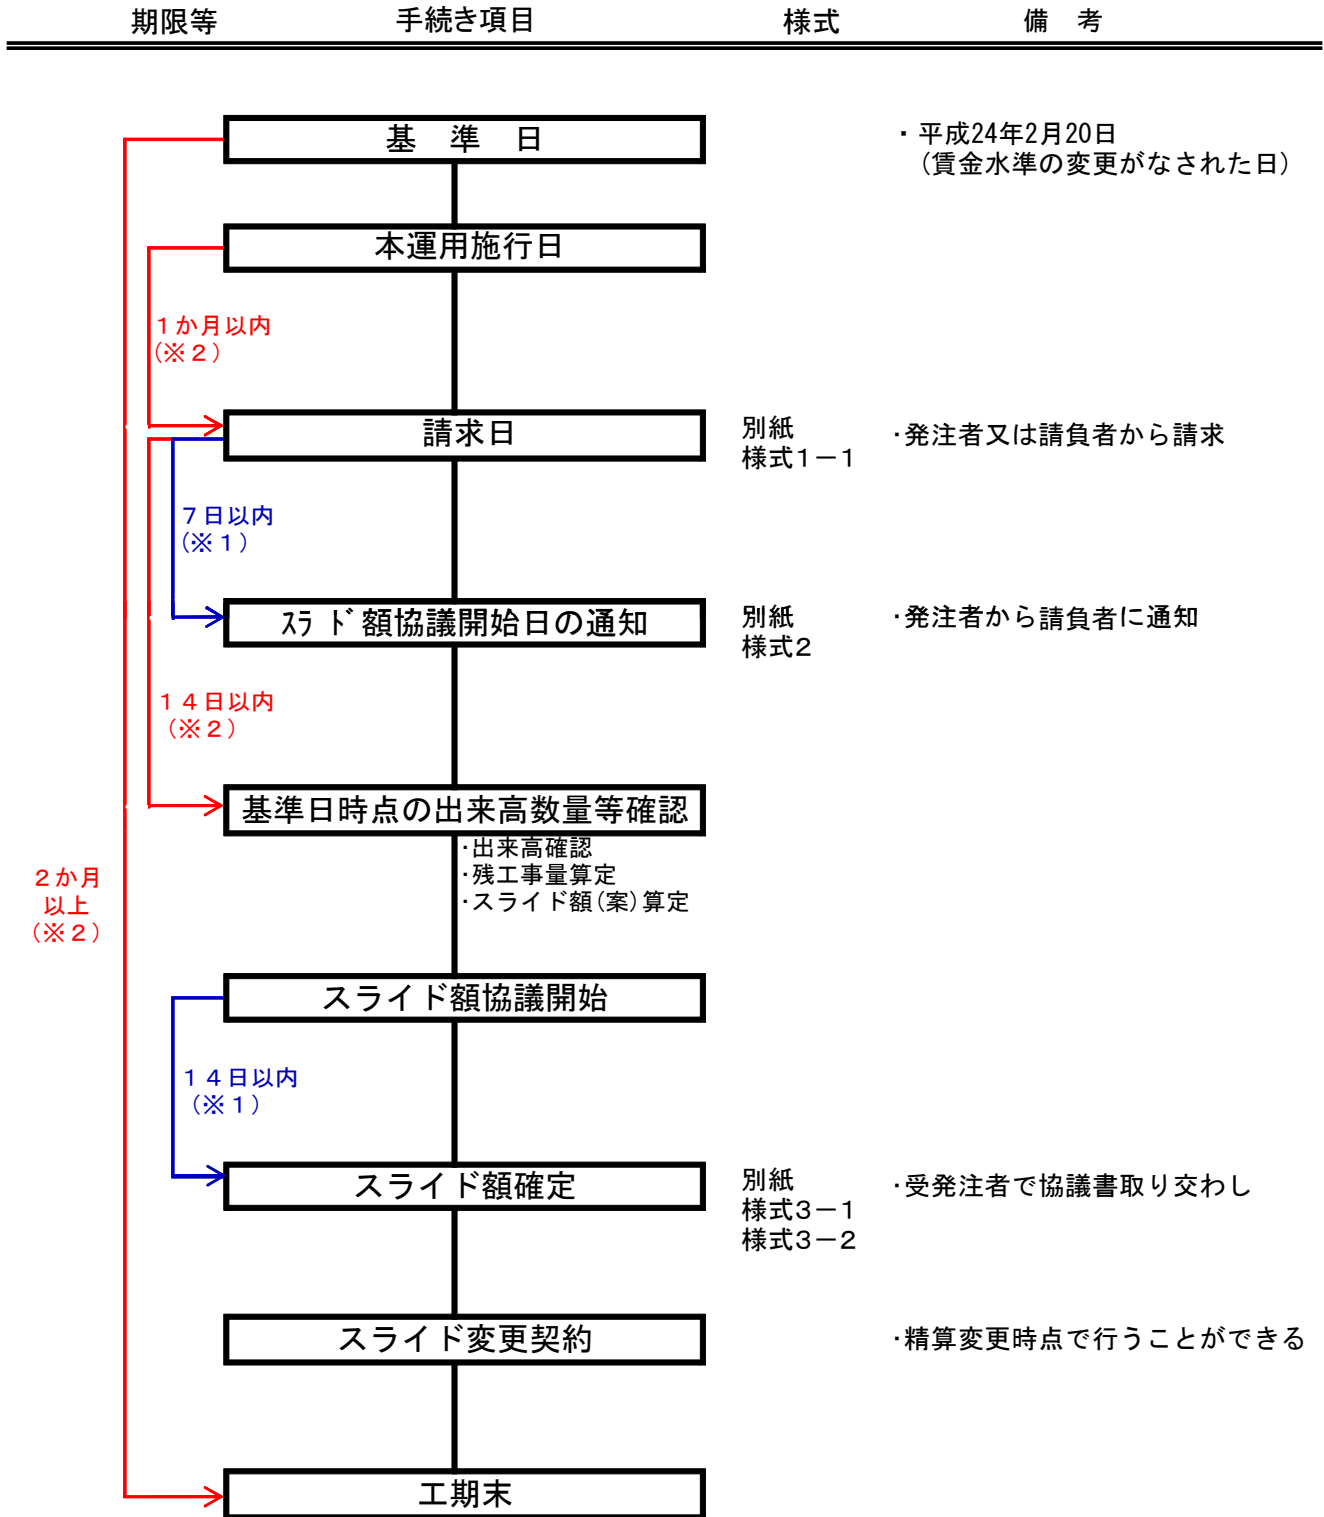 期限等 手続き項目 様式 備 考
基 準 日
・平成24年2月20日
(賃金水準の変更がなされた日)
本運用施行日
1か月以内
(※2)
請求日
別紙
様式1-1
・発注者又は請負者から請求
7日以内
(※1)
ｽﾗ ﾄﾞ額協議開始日の通知
別紙
様式2
・発注者から請負者に通知
14日以内
(※2)
基準日時点の出来高数量等確認
・出来高確認
・残工事量算定
・スライド額(案)算定
2か月
以上
(※2)
スライド額協議開始
14日以内
(※1)
スライド額確定
別紙
様式3-1
様式3-2
・受発注者で協議書取り交わし
スライド変更契約
・精算変更時点で行うことができる
工期末